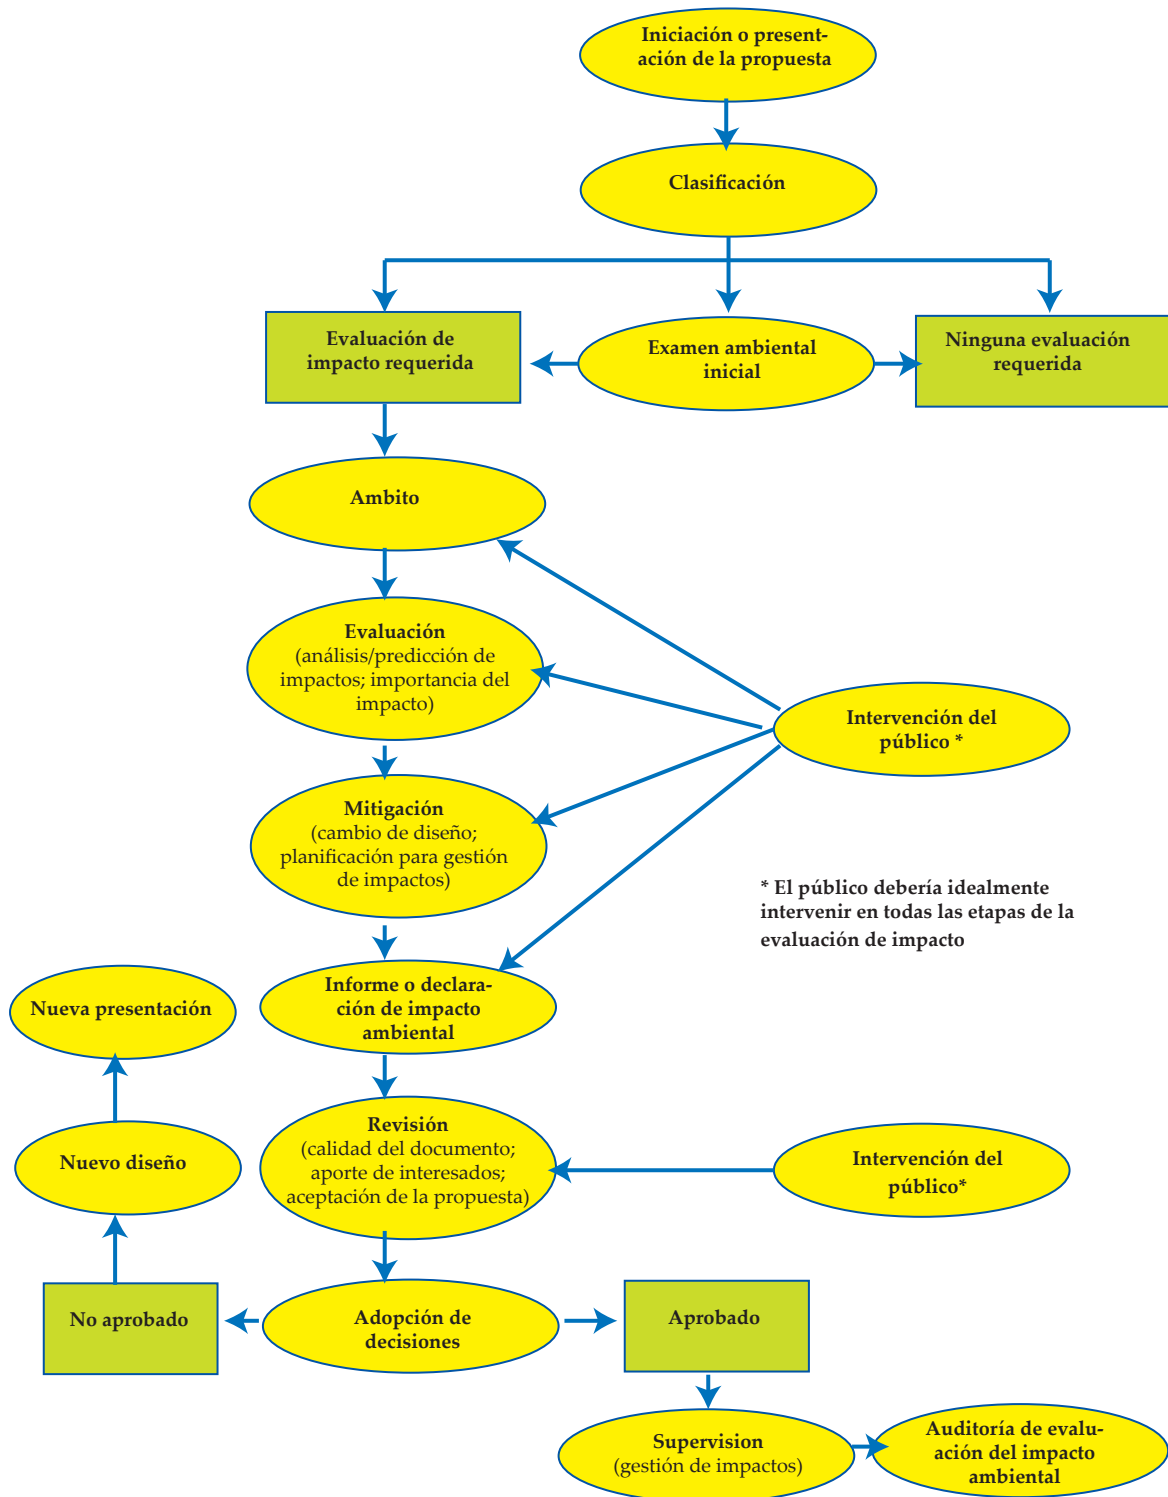 Iniciación o present-
ación de la propuesta
Clasificación
Evaluación de
impacto requerida
Examen ambiental
inicial
Ninguna evaluación
requerida
Ambito
Evaluación
(análisis/predicción de
impactos; importancia del
impacto)
Intervención del
público *
Mitigación
(cambio de diseño;
planificación para gestión
de impactos)
* El público debería idealmente
intervenir en todas las etapas de la
evaluación de impacto
Informe o declara-
ción de impacto
ambiental
Nueva presentación
Revisión
(calidad del documento;
aporte de interesados;
aceptación de la propuesta)
Nuevo diseño
Intervención del
público*
No aprobado
Adopción de
decisiones
Aprobado
Supervision
(gestión de impactos)
Auditoría de evalu-
ación del impacto
ambiental